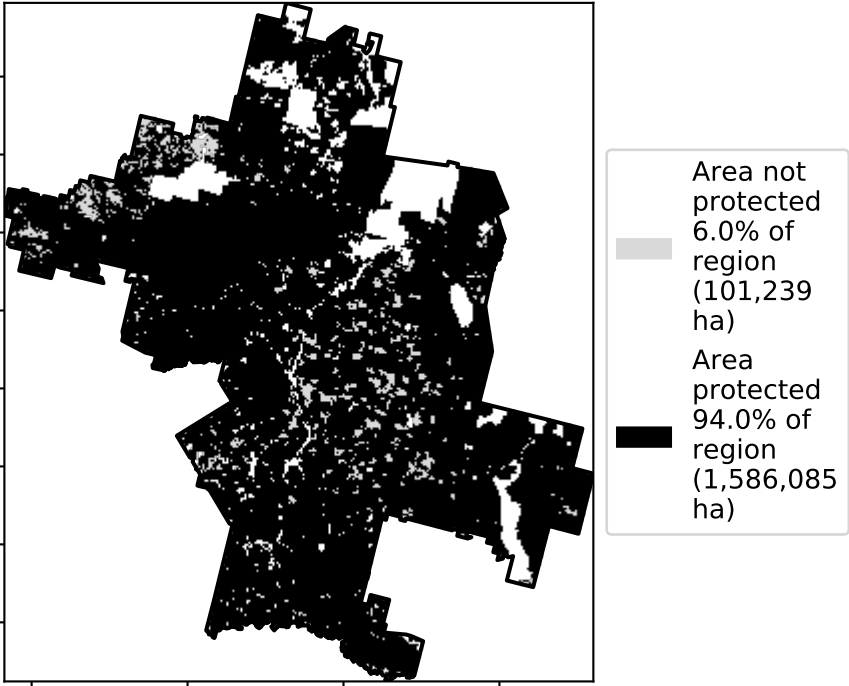 Area not
protected
6.0% of
region
(101,239
ha)
Area
protected
94.0% of
region
(1,586,085
ha)